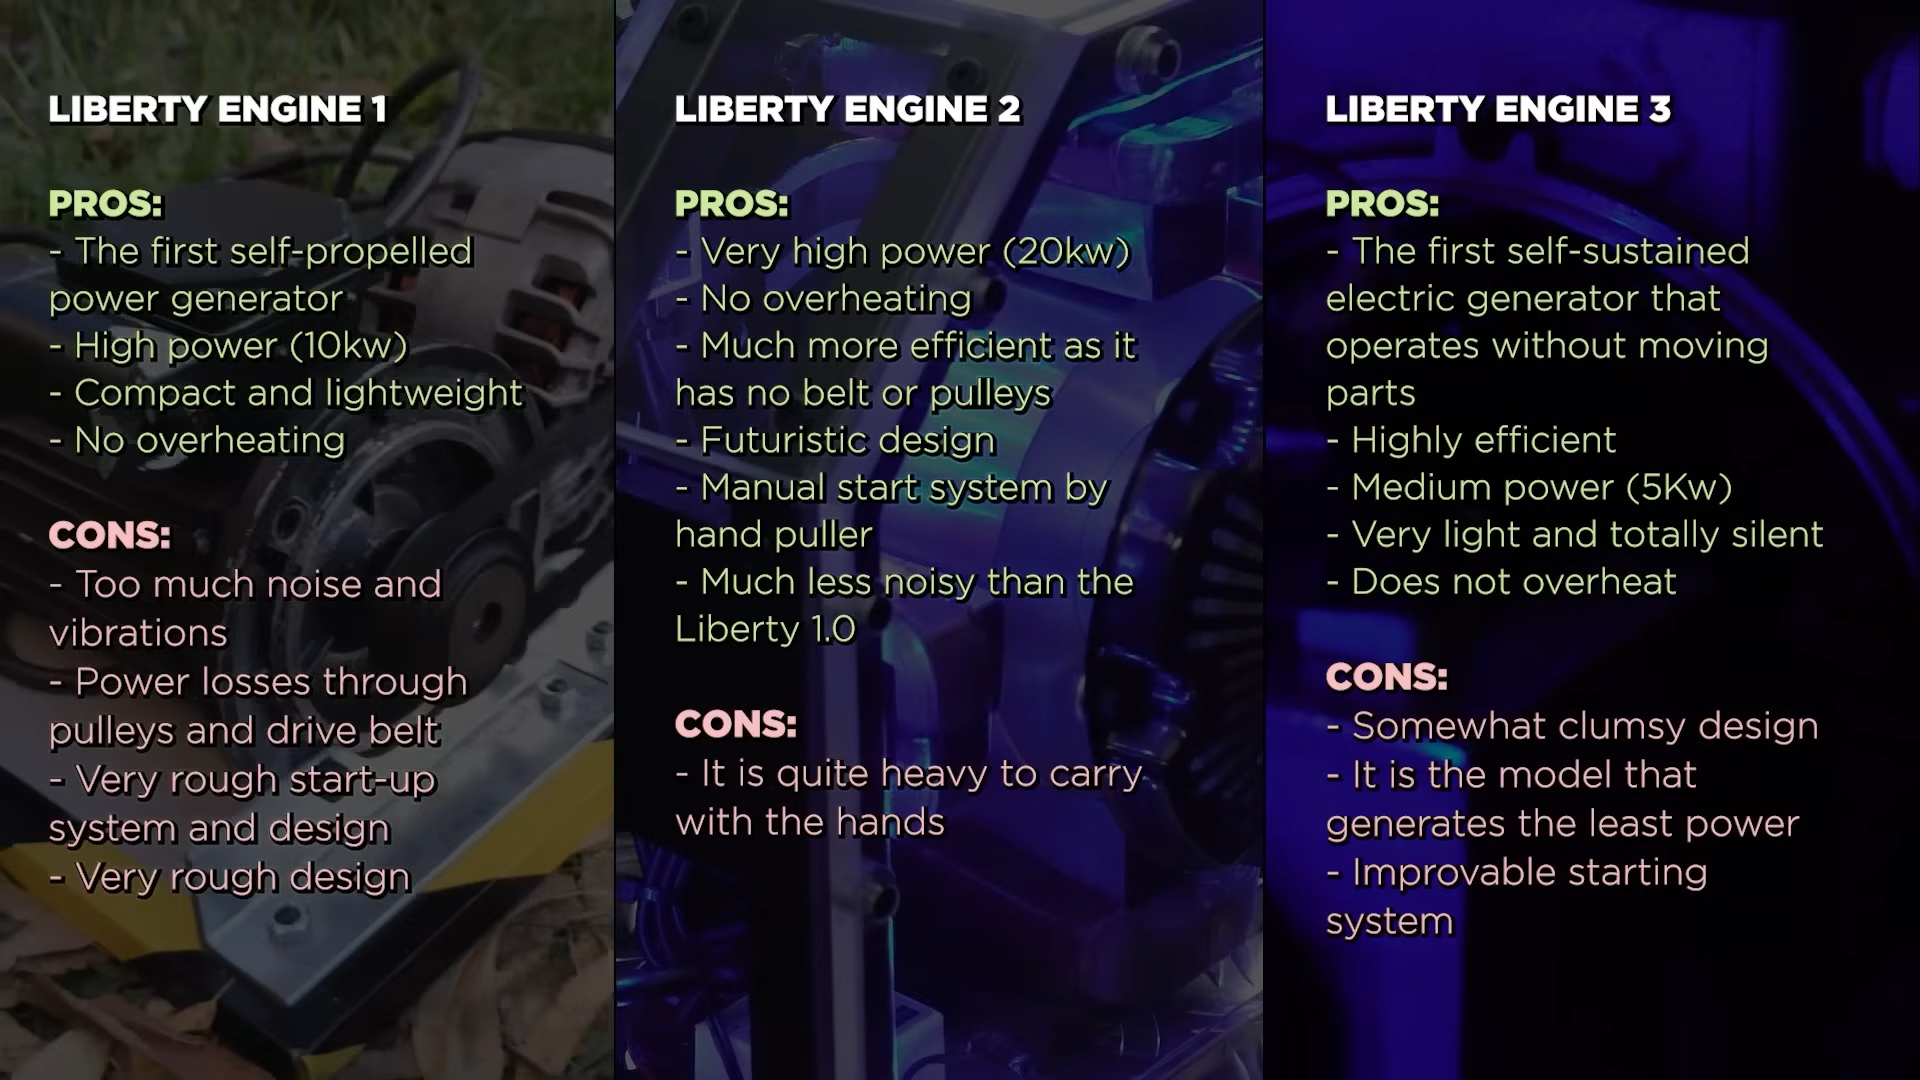 LIBERTY ENGINE 1
PROS:
- The first self-propelled
power generator
- High power (10kw)
- Compact and lightweight
- No overheating
CONS:
- Too much noise and
vibrations
- Power losses through
pulleys and drive belt
- Very rough start-up
system and design
- Very rough design
LIBERTY ENGINE 2
PROS:
- Very high power (20kw)
- No overheating
- Much more efficient as it
has no belt or pulleys
- Futuristic design
- Manual start system by
hand puller
- Much less noisy than the
Liberty 1.0
CONS:
- It is quite heavy to carry
with the hands
LIBERTY ENGINE 3
PROS:
- The first self-sustained
electric generator that
operates without moving
parts
- Highly efficient
- Medium power (5Kw)
- Very light and totally silent
- Does not overheat
CONS:
- Somewhat clumsy design
- It is the model that
generates the least power
- Improvable starting
system